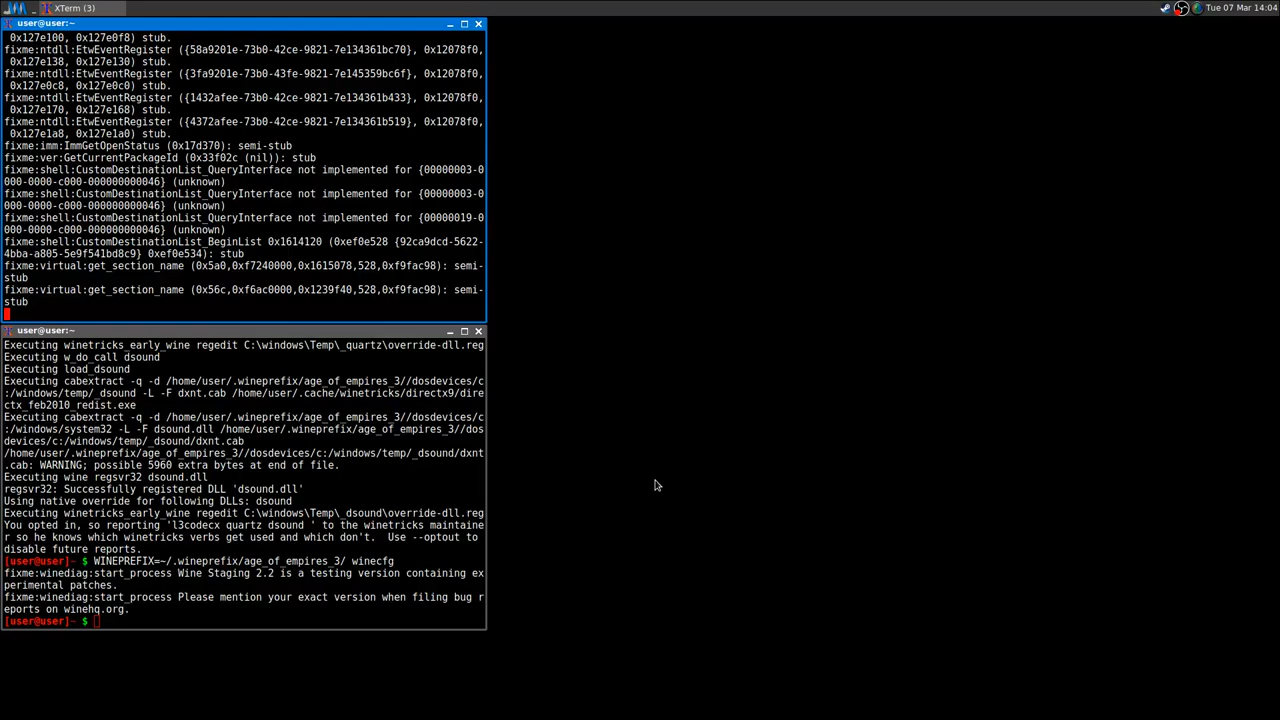 XTerm (3)
Tue 07 Mar 14:04
user@user:~
 0x127e100, 0x127e0f8) stub.
fixme:ntdll:EtwEventRegister ({58a9201e-73b0-42ce-9821-7e134361bc70}, 0x12078f0,
 0x127e138, 0x127e130) stub.
fixme:ntdll:EtwEventRegister ({3fa9201e-73b0-43fe-9821-7e145359bc6f}, 0x12078f0,
 0x127e0c8, 0x127e0c0) stub.
fixme:ntdll:EtwEventRegister ({1432afee-73b0-42ce-9821-7e134361b433}, 0x12078f0,
 0x127e170, 0x127e168) stub.
fixme:ntdll:EtwEventRegister ({4372afee-73b0-42ce-9821-7e134361b519}, 0x12078f0,
 0x127e1a8, 0x127e1a0) stub.
fixme:imm:ImmGetOpenStatus (0x17d370): semi-stub
fixme:ver:GetCurrentPackageId (0x33f02c (nil)): stub
fixme:shell:CustomDestinationList_QueryInterface not implemented for {00000003-0
000-0000-c000-000000000046} (unknown)
fixme:shell:CustomDestinationList_QueryInterface not implemented for {00000003-0
000-0000-c000-000000000046} (unknown)
fixme:shell:CustomDestinationList_QueryInterface not implemented for {00000019-0
000-0000-c000-000000000046} (unknown)
fixme:shell:CustomDestinationList_BeginList 0x1614120 (0xef0e528 {92ca9dcd-5622-
4bba-a805-5e9f541bd8c9} 0xef0e534): stub
fixme:virtual:get_section_name (0x5a0,0xf7240000,0x1615078,528,0xf9fac98): semi-
stub
fixme:virtual:get_section_name (0x56c,0xf6ac0000,0x1239f40,528,0xf9fac98): semi-
stub
user@user:~
Executing winetricks_early_wine regedit C:\windows\Temp\_quartz\override-dll.reg
Executing w_do_call dsound
Executing load_dsound
Executing cabextract -q -d /home/user/.wineprefix/age_of_empires_3//dosdevices/c
:/windows/temp/_dsound -L -F dxnt.cab /home/user/.cache/winetricks/directx9/dire
ctx_feb2010_redist.exe
Executing cabextract -q -d /home/user/.wineprefix/age_of_empires_3//dosdevices/c
:/windows/system32 -L -F dsound.dll /home/user/.wineprefix/age_of_empires_3//dos
devices/c:/windows/temp/_dsound/dxnt.cab
/home/user/.wineprefix/age_of_empires_3//dosdevices/c:/windows/temp/_dsound/dxnt
.cab: WARNING; possible 5960 extra bytes at end of file.
Executing wine regsvr32 dsound.dll
regsvr32: Successfully registered DLL 'dsound.dll'
Using native override for following DLLs: dsound
Executing winetricks_early_wine regedit C:\windows\Temp\_dsound\override-dll.reg
You opted in, so reporting 'l3codecx quartz dsound ' to the winetricks maintaine
r so he knows which winetricks verbs get used and which don't.  Use --optout to
disable future reports.
[user@user]~ $ WINEPREFIX=~/.wineprefix/age_of_empires_3/ winecfg
fixme:winediag:start_process Wine Staging 2.2 is a testing version containing ex
perimental patches.
fixme:winediag:start_process Please mention your exact version when filing bug r
eports on winehq.org.
[user@user]~ $